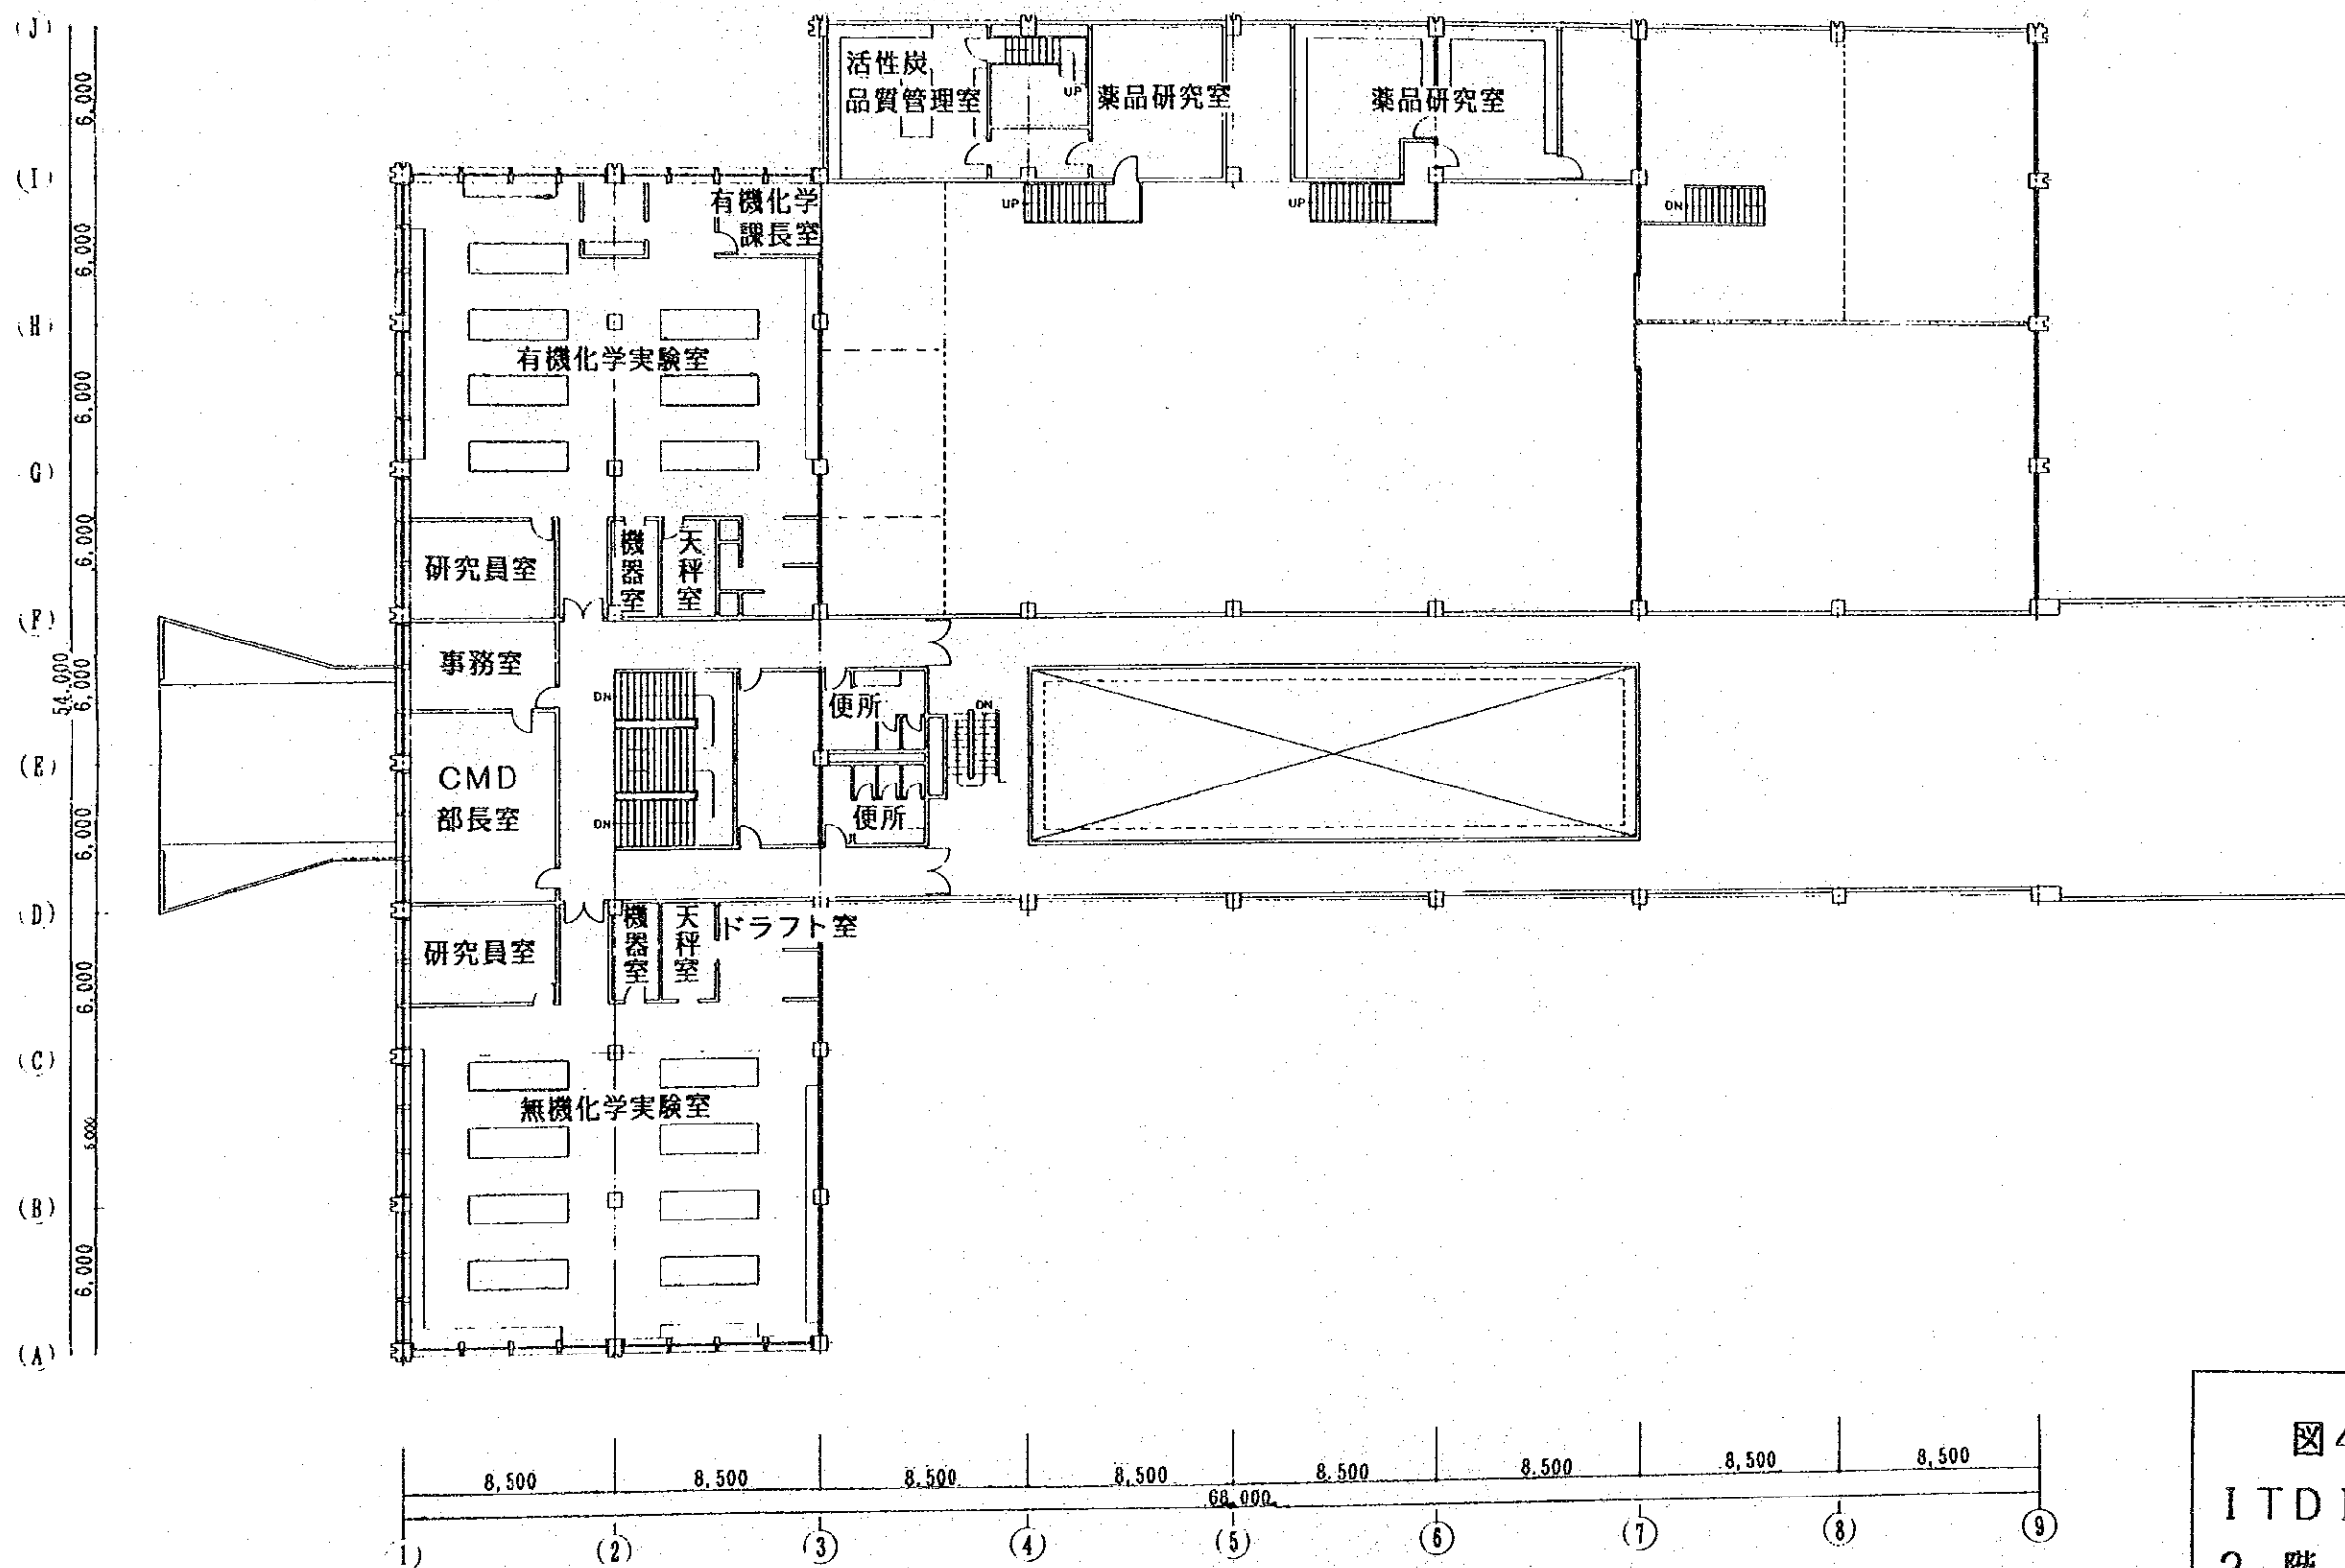 (J)
6,000
(I)
6,000
(H)
6,000
G)
6,000
(F)
54,000
6,000
(E)
6,000
(D)
6,000
(C)
6,000
(B)
6,000
(A)
活性炭
品質管理室
UP
薬品研究室
薬品研究室
UP
UP
DN
有機化学
課長室
有機化学実験室
研究員室
機器室
天秤室
事務室
DN
便所
DN
CMD
部長室
DN
便所
研究員室
機器室
天秤室
ドラフト室
無機化学実験室
8,500
8,500
8,500
8,500
8,500
8,500
8,500
8,500
68,000
1)
(2)
(3)
(4)
(5)
(6)
(7)
(8)
(9)
図4
ITD
2 階